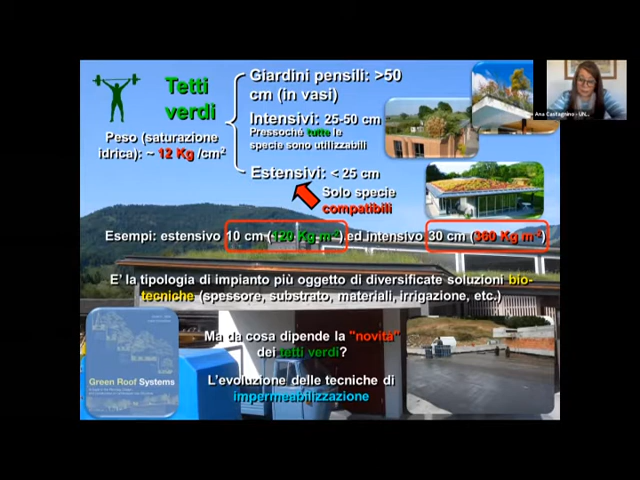 Tetti
verdi
Peso (saturazione
idrica): ~ 12 Kg /cm²
Giardini pensili: >50
cm (in vasi)
Intensivi: 25-50 cm
Pressoché tutte le
specie sono utilizzabili
Estensivi: < 25 cm
Solo specie
compatibili
Ana Castagnino - UN...
Esempi: estensivo 10 cm (~120 Kg m-2) ed intensivo 30 cm (360 Kg m-2)
E' la tipologia di impianto più oggetto di diversificate soluzioni bio-
tecniche (spessore, substrato, materiali, irrigazione, etc.)
Ma da cosa dipende la "novità"
dei tetti verdi?
L'evoluzione delle tecniche di
impermeabilizzazione
Green Roof Systems